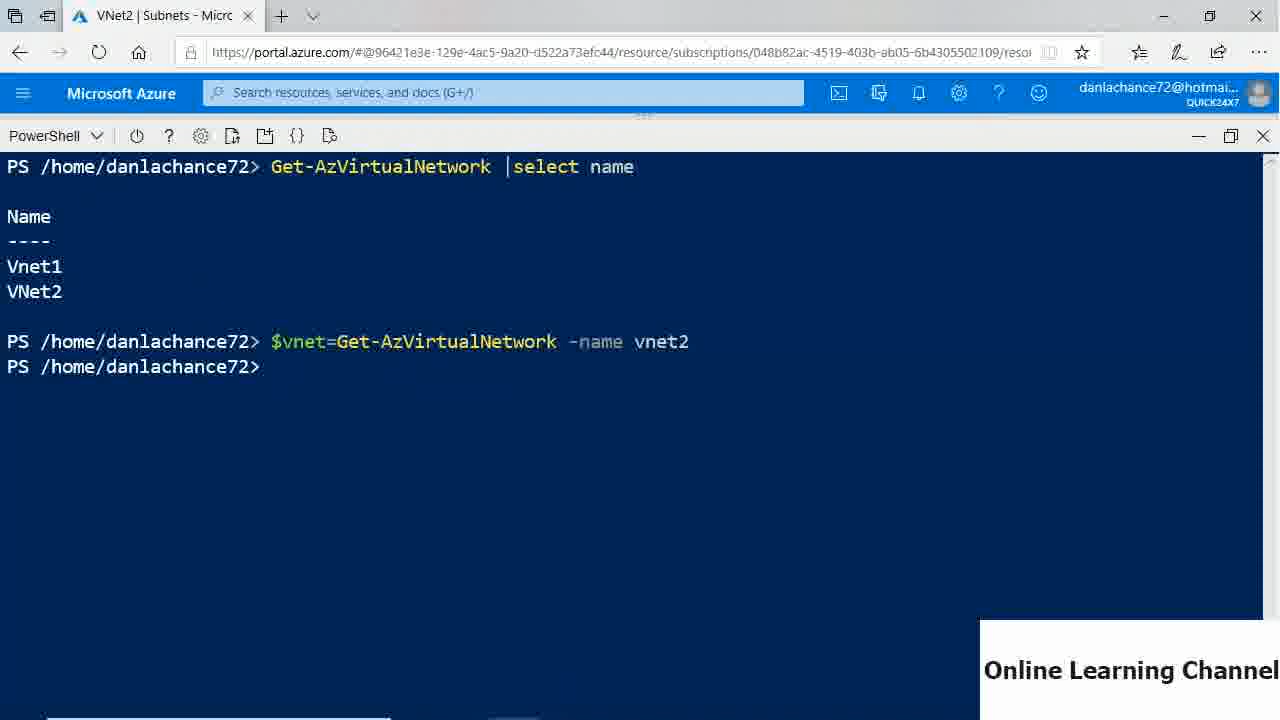 VNet2 | Subnets - Micro
https://portal.azure.com/#@96421e3e-129e-4ac5-9a20-d522a73efc44/resource/subscriptions/048b82ac-4519-403b-ab05-6b4305502109/resou
Microsoft Azure
Search resources, services, and docs (G+/)
danlachance72@hotmai...
QUICK24X7
PowerShell
PS /home/danlachance72> Get-AzVirtualNetwork |select name
Name
----
Vnet1
VNet2
PS /home/danlachance72> $vnet=Get-AzVirtualNetwork -name vnet2
PS /home/danlachance72>
Online Learning Channel